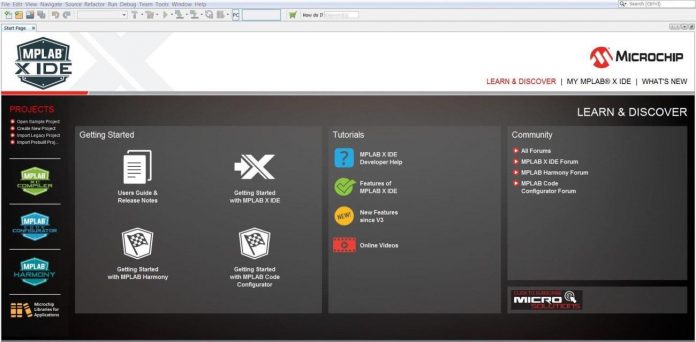 File Edit View Navigate Source Refactor Run Debug Team Tools Window Help
Search (Ctrl+I)
PC
How do I
Start Page
MPLAB
X IDE
MICROCHIP
LEARN & DISCOVER | MY MPLAB® X IDE | WHAT'S NEW
PROJECTS
Open Sample Project
Create New Project
Import Legacy Project
Import Prebuilt Proj...
MPLAB
XC
COMPILER
MPLAB
CODE
CONFIGURATOR
MPLAB
HARMONY
Microchip
Libraries for
Applications
LEARN & DISCOVER
Getting Started
Users Guide &
Release Notes
Getting Started
with MPLAB X IDE
Getting Started
with MPLAB Harmony
Getting Started
with MPLAB Code
Configurator
Tutorials
?
MPLAB X IDE
Developer Help
Features of
MPLAB X IDE
NEW!
New Features
since V3
Online Videos
Community
All Forums
MPLAB X IDE Forum
MPLAB Harmony Forum
MPLAB Code
Configurator Forum
CLICK TO SUBSCRIBE
MICRO
SOLUTIONS